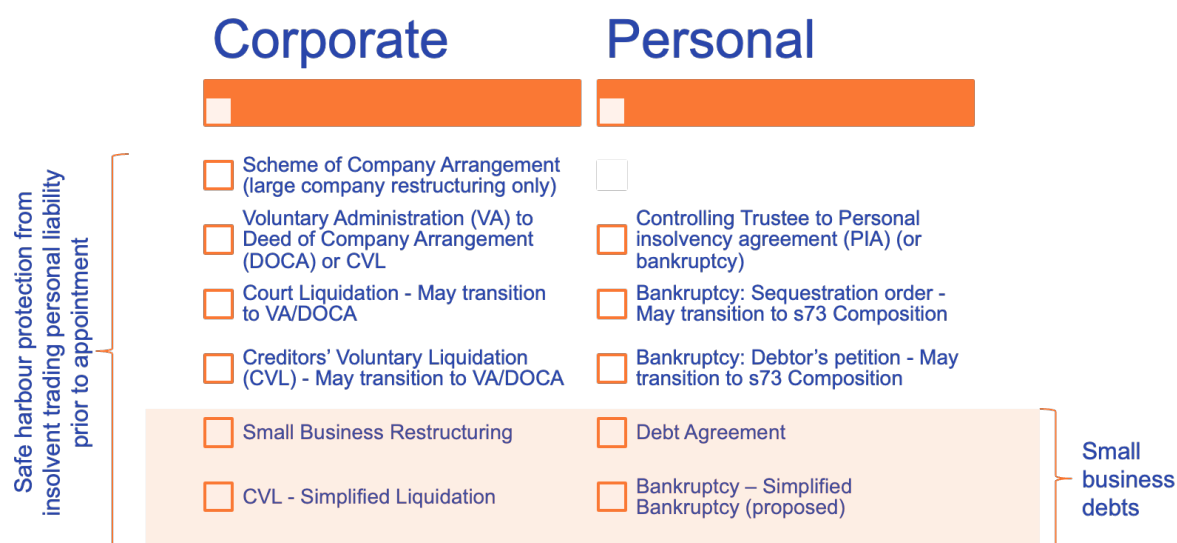 Corporate
Personal
Safe harbour protection from
insolvent trading personal liability
prior to appointment
Scheme of Company Arrangement
(large company restructuring only)
Voluntary Administration (VA) to
Deed of Company Arrangement
(DOCA) or CVL
Controlling Trustee to Personal
insolvency agreement (PIA) (or
bankruptcy)
Court Liquidation - May transition
to VA/DOCA
Bankruptcy: Sequestration order -
May transition to s73 Composition
Creditors’ Voluntary Liquidation
(CVL) - May transition to VA/DOCA
Bankruptcy: Debtor’s petition - May
transition to s73 Composition
Small Business Restructuring
Debt Agreement
CVL - Simplified Liquidation
Bankruptcy – Simplified
Bankruptcy (proposed)
Small
business
debts